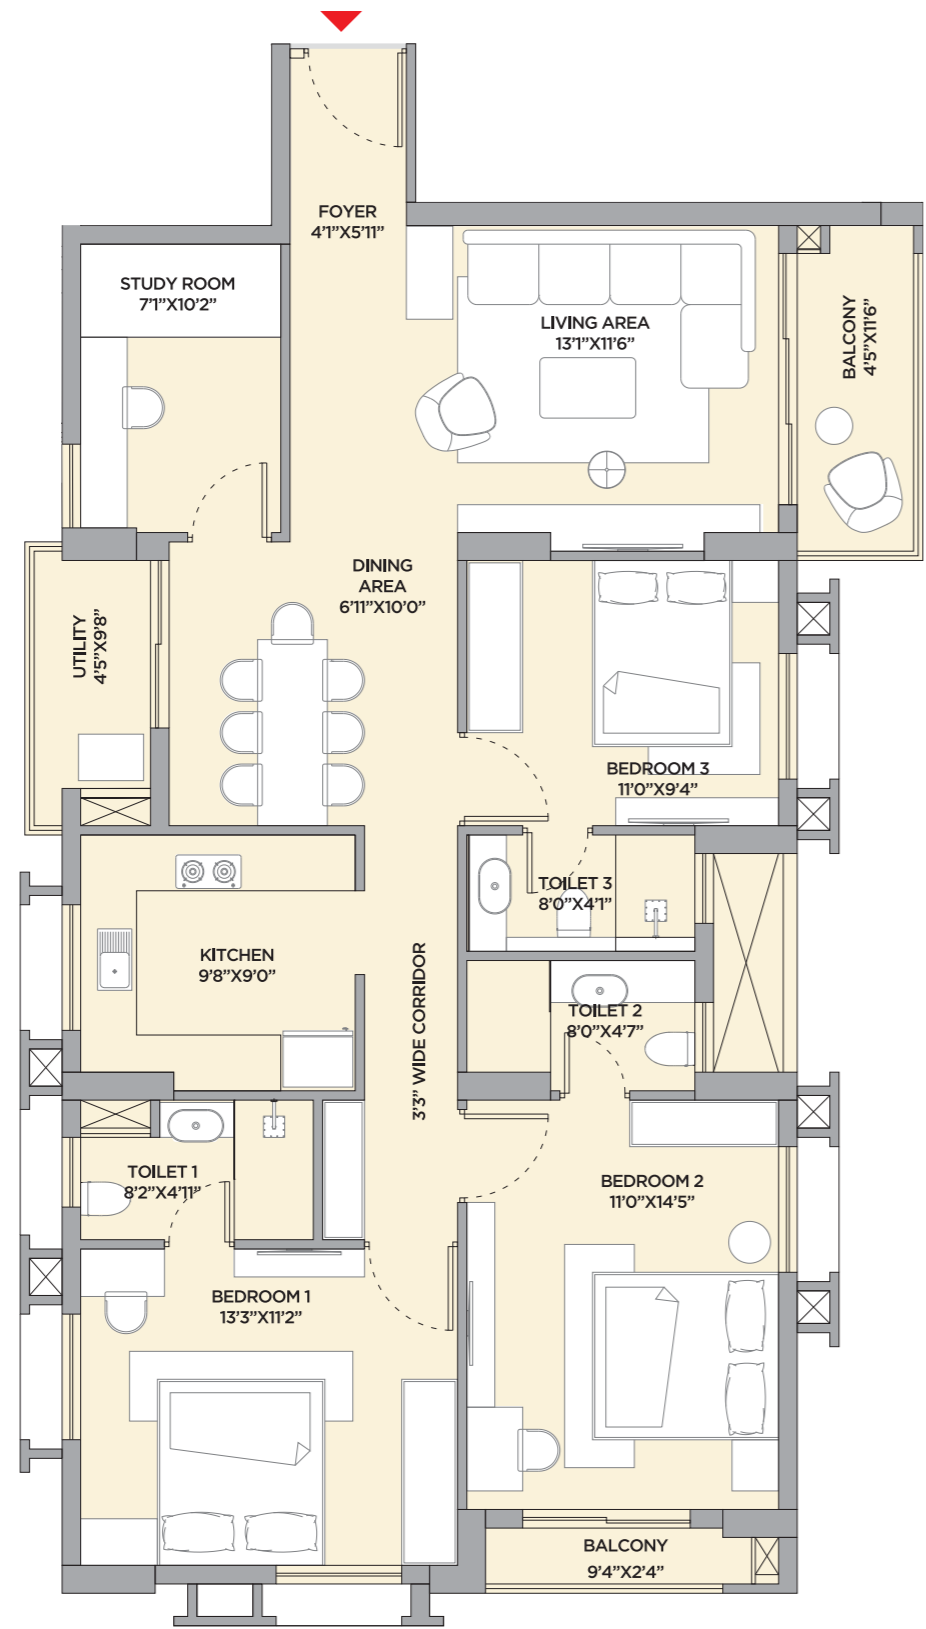 FOYER
4'1”X5'11”
STUDY ROOM
7'1”X10'2”
LIVING AREA
13'1”X11'6”
BALCONY
4'5”X11'6”
DINING
AREA
6'11”X10'0”
UTILITY
4'5”X9'8”
BEDROOM 3
11'0”X9'4”
TOILET 3
8'0”X4'1”
KITCHEN
9'8”X9'0”
3'3” WIDE CORRIDOR
TOILET 2
8'0”X4'7”
TOILET 1
8'2”X4'11”
BEDROOM 2
11'0”X14'5”
BEDROOM 1
13'3”X11'2”
BALCONY
9'4”X2'4”